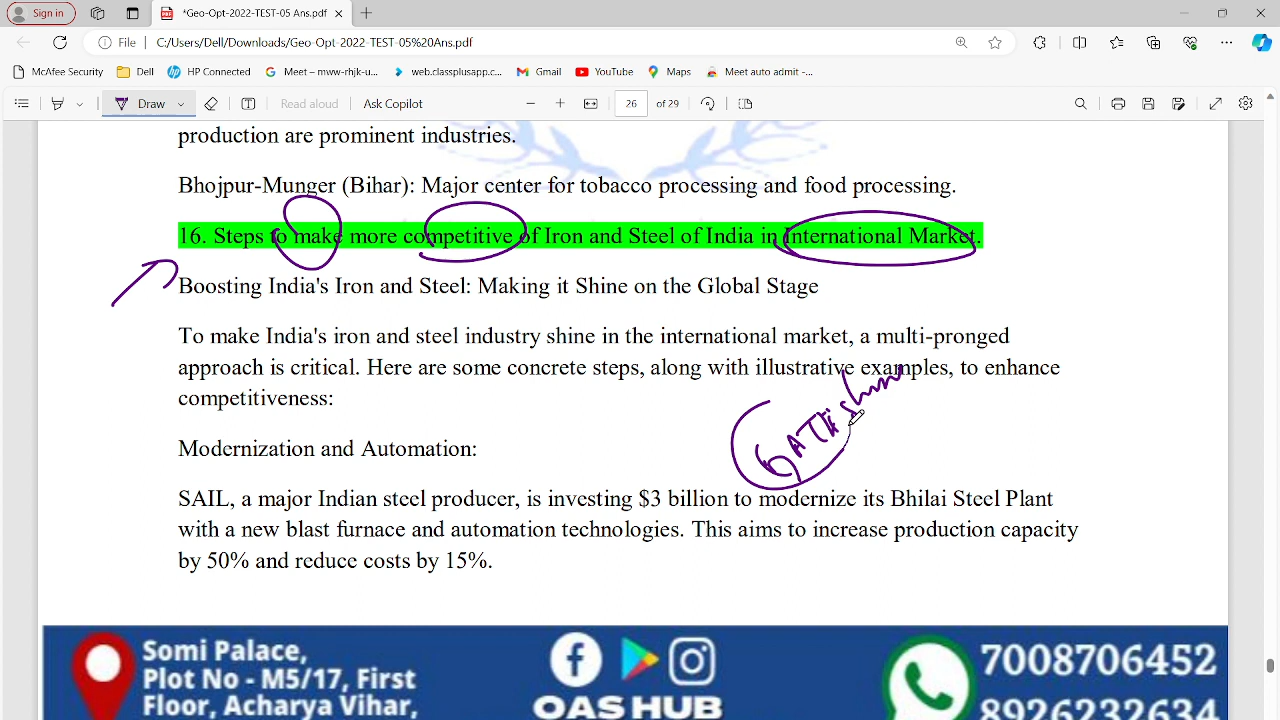 Sign in
*Geo-Opt-2022-TEST-05 Ans.pdf
File C:/Users/Dell/Downloads/Geo-Opt-2022-TEST-05%20Ans.pdf
McAfee Security Dell HP Connected Meet – mvw-rhjk-u... web.classplusapp.c... Gmail YouTube Maps Meet auto admit -...
Draw Read aloud Ask Copilot 26 of 29
production are prominent industries.
Bhojpur-Munger (Bihar): Major center for tobacco processing and food processing.
16. Steps to make more competitive of Iron and Steel of India in International Market.
Boosting India's Iron and Steel: Making it Shine on the Global Stage
To make India's iron and steel industry shine in the international market, a multi-pronged
approach is critical. Here are some concrete steps, along with illustrative examples, to enhance
competitiveness:
Modernization and Automation:
SAIL, a major Indian steel producer, is investing $3 billion to modernize its Bhilai Steel Plant
with a new blast furnace and automation technologies. This aims to increase production capacity
by 50% and reduce costs by 15%.
Somi Palace,
Plot No - M5/17, First
Floor, Acharya Vihar,
OAS HUB
7008706452
8926232634